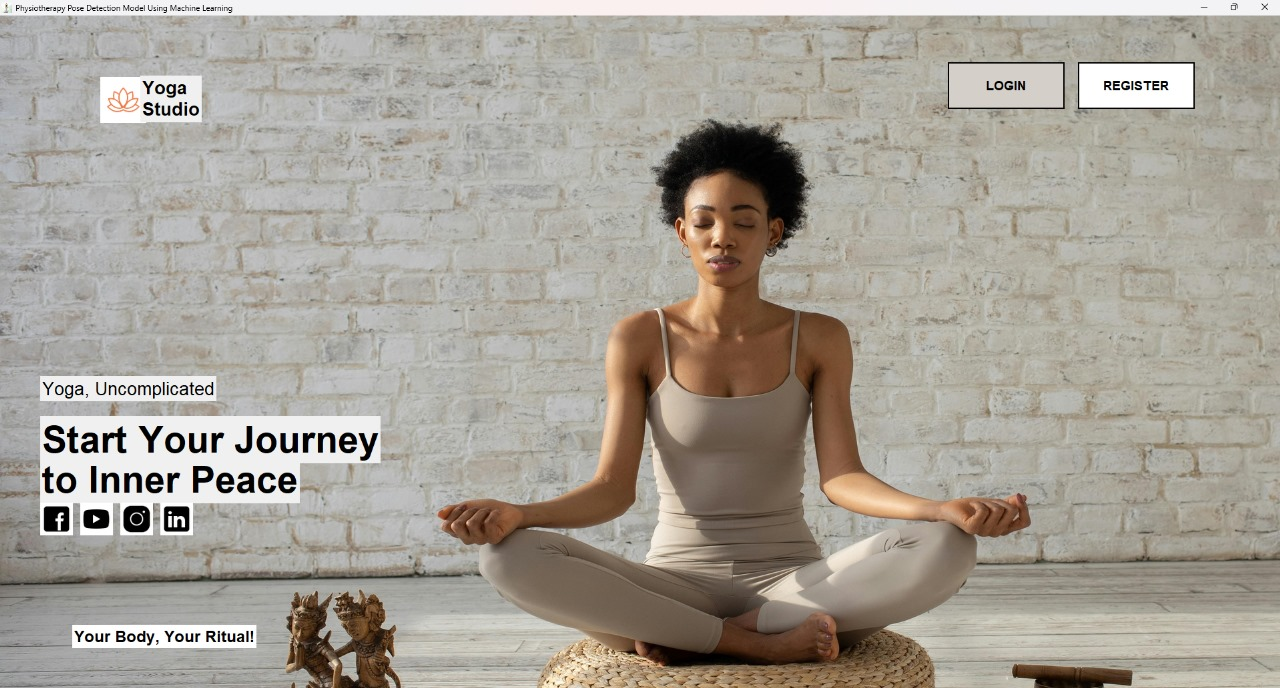 Physiotherapy Pose Detection Model Using Machine Learning
Yoga
Studio
LOGIN
REGISTER
Yoga, Uncomplicated
Start Your Journey
to Inner Peace
Your Body, Your Ritual!